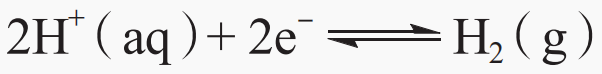 2H⁺(aq) + 2e⁻ ⇌ H₂(g)